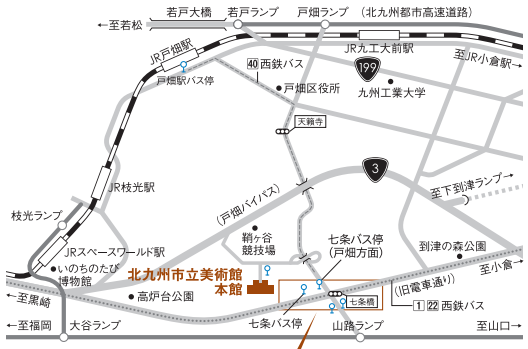 ←至若松
若戸大橋
若戸ランプ
戸畑ランプ
(北九州都市高速道路)
JR戸畑駅
JR九工大前駅
至JR小倉→
戸畑駅バス停
40 西鉄バス
199
戸畑区役所
九州工業大学
天籟寺
3
JR枝光駅
(戸畑バイパス)
至下到津ランプ→
枝光ランプ
鞘ヶ谷
競技場
七条バス停
(戸畑方面)
到津の森公園
JRスペースワールド駅
いのちのたび
博物館
北九州市立美術館
本館
至小倉→
(旧電車通り)
←至黒崎
高炉台公園
七条橋
1 22 西鉄バス
七条バス停
←至福岡
大谷ランプ
山路ランプ
至山口→